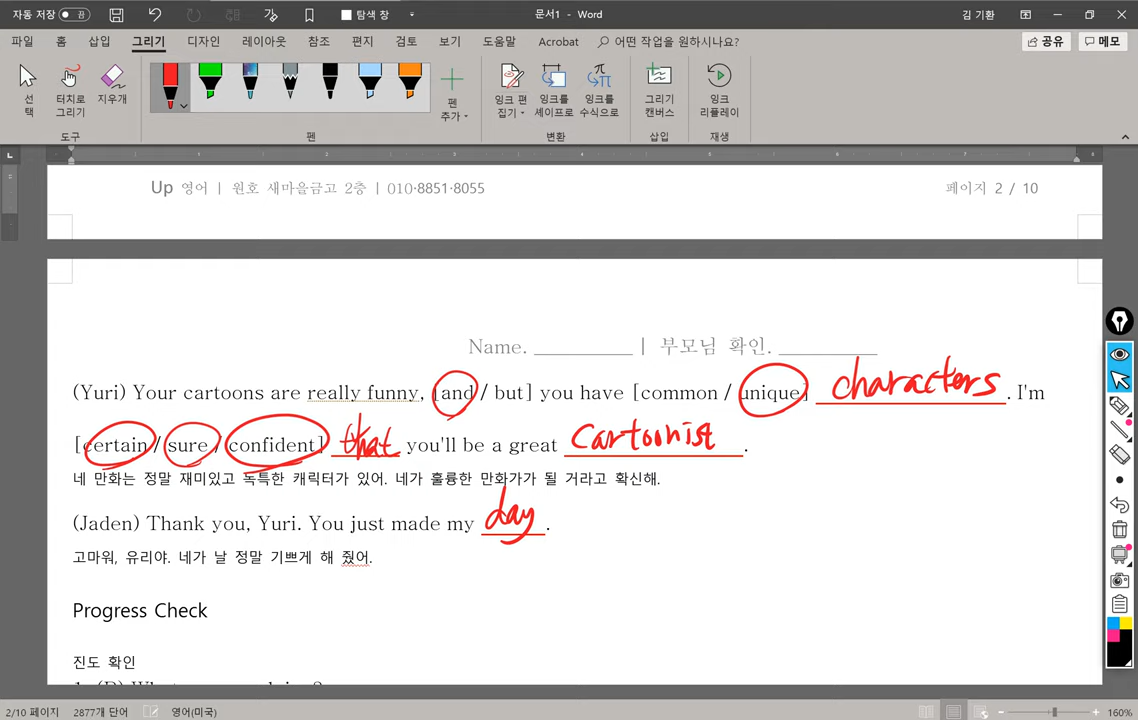 자동 저장 끔 탐색 창 문서1 - Word 김 기환
파일 홈 삽입 그리기 디자인 레이아웃 참조 편지 검토 보기 도움말 Acrobat 어떤 작업을 원하시나요? 공유 메모
선택 터치로 그리기 지우개 펜 추가 잉크 편집기 잉크를 셰이프로 잉크를 수식으로 그리기 캔버스 잉크 리플레이
도구 펜 변환 삽입 재생
Up 영어 | 원호 새마을금고 2층 | 010·8851·8055 페이지 2 / 10
Name. __________ | 부모님 확인. __________
(Yuri) Your cartoons are really funny, [and / but] you have [common / unique] characters. I'm
[certain / sure / confident] that you'll be a great cartoonist.
네 만화는 정말 재미있고 독특한 캐릭터가 있어. 네가 훌륭한 만화가가 될 거라고 확신해.
(Jaden) Thank you, Yuri. You just made my day.
고마워, 유리야. 네가 날 정말 기쁘게 해 줬어.
Progress Check
진도 확인
2/10 페이지 2877개 단어 영어(미국) 160%